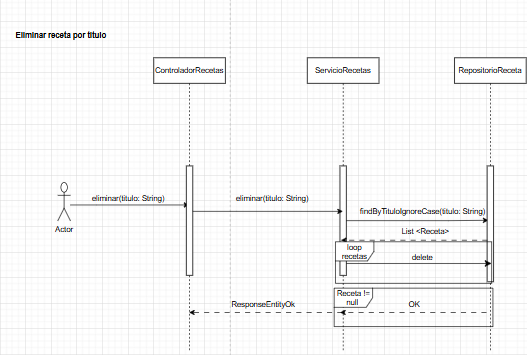 Eliminar receta por titulo
ControladorRecetas
ServicioRecetas
RepositorioReceta
eliminar(titulo: String)
eliminar(titulo: String)
findByTituloIgnoreCase(titulo: String)
Actor
List <Receta>
loop
recetas
delete
Receta !=
null
OK
ResponseEntityOk